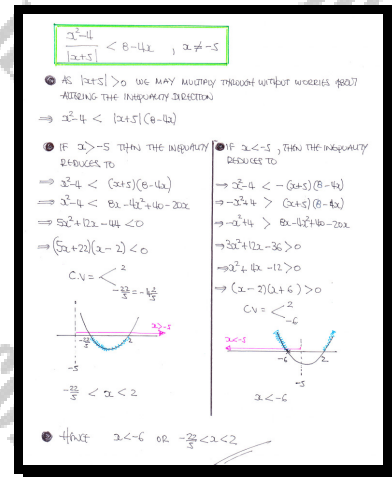 x²-4 / |x+5| < 8-4x , x≠-5
AS |x+5| >0 WE MAY MULTIPLY THROUGH WITHOUT WORRIES ABOUT
ALTERING THE INEQUALITY DIRECTION
⇒ x²-4 < |x+5|(8-4x)
IF x>-5 THEN THE INEQUALITY
REDUCES TO
⇒ x²-4 < (x+5)(8-4x)
⇒ x²-4 < 8x-4x²+40-20x
⇒ 5x²+12x-44 <0
⇒ (5x+22)(x-2) <0
C.V = < 2
-22/5 = -4 2/5
x>-5
-22/5 2
-5
-22/5 < x < 2
IF x<-5, THEN THE INEQUALITY
REDUCES TO
⇒ x²-4 < -(x+5)(8-4x)
⇒ -x²+4 > (x+5)(8-4x)
⇒ -x²+4 > 8x-4x²+40-20x
⇒ 3x²+12x-36 >0
⇒ x²+4x-12 >0
⇒ (x-2)(x+6) >0
CV = < 2
-6
x<-5
-6 2
-5
x<-6
HENCE x<-6 OR -22/5<x<2